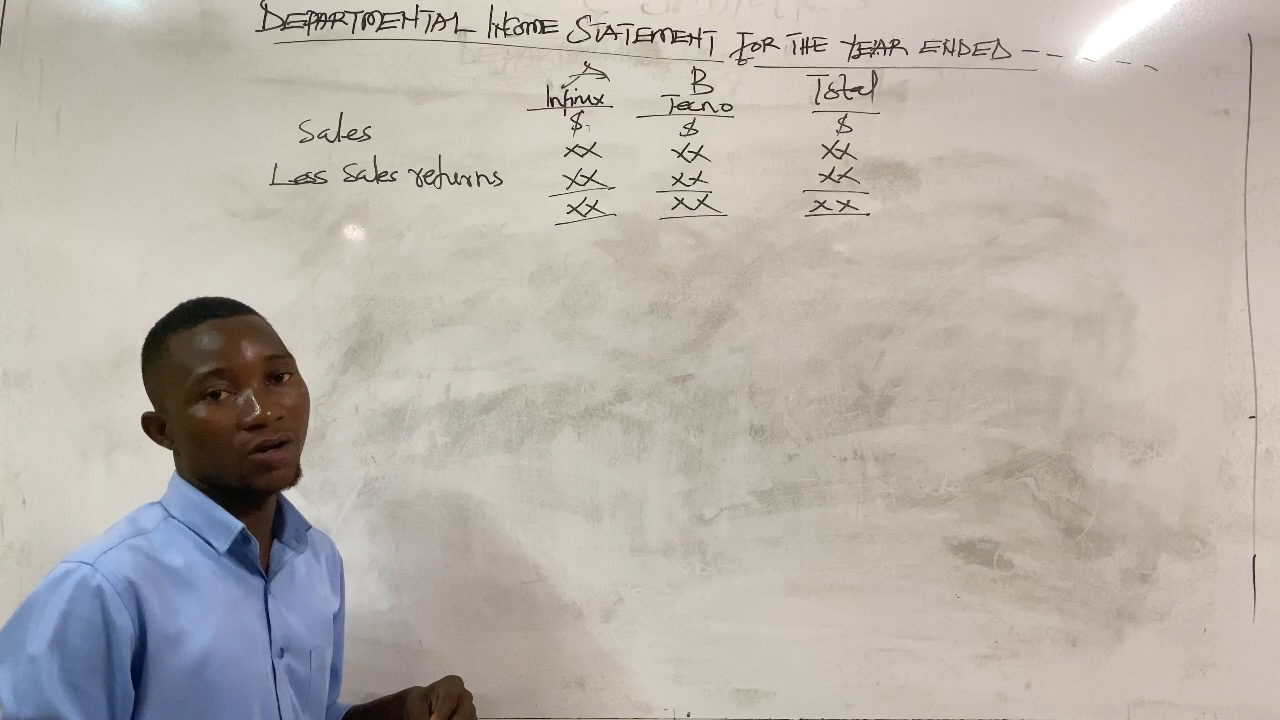 DEPARTMENTAL INCOME STATEMENT FOR THE YEAR ENDED -----
A B Total
Infinix Tecno
$ $ $
Sales XX XX XX
Less Sales returns XX XX XX
XX XX XX